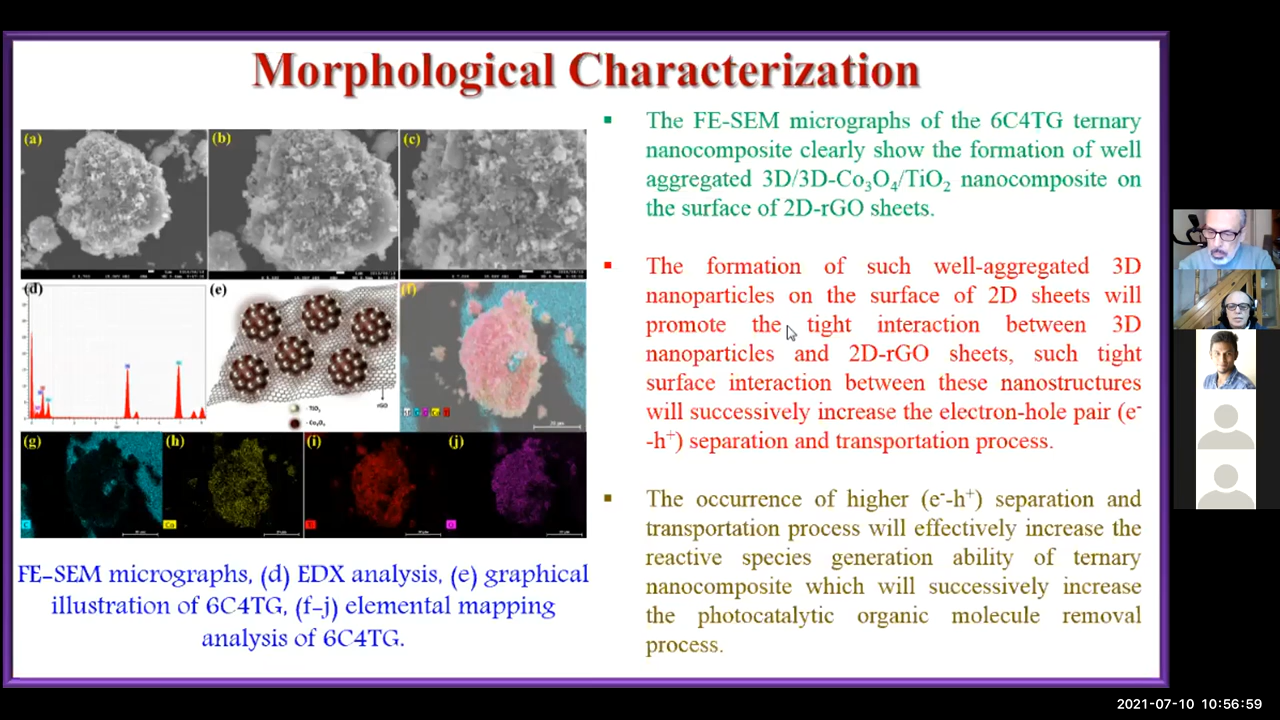 Morphological Characterization
(a)
(b)
(c)
(d)
(e)
(f)
- TiO2
- Co3O4
rGO
(g)
(h)
(i)
(j)
C
Co
Ti
O
FE-SEM micrographs, (d) EDX analysis, (e) graphical
illustration of 6C4TG, (f-j) elemental mapping
analysis of 6C4TG.
▪ The FE-SEM micrographs of the 6C4TG ternary
nanocomposite clearly show the formation of well
aggregated 3D/3D-Co₃O₄/TiO₂ nanocomposite on
the surface of 2D-rGO sheets.
▪ The formation of such well-aggregated 3D
nanoparticles on the surface of 2D sheets will
promote the tight interaction between 3D
nanoparticles and 2D-rGO sheets, such tight
surface interaction between these nanostructures
will successively increase the electron-hole pair (e⁻
-h⁺) separation and transportation process.
▪ The occurrence of higher (e⁻-h⁺) separation and
transportation process will effectively increase the
reactive species generation ability of ternary
nanocomposite which will successively increase
the photocatalytic organic molecule removal
process.
2021-07-10 10:56:59